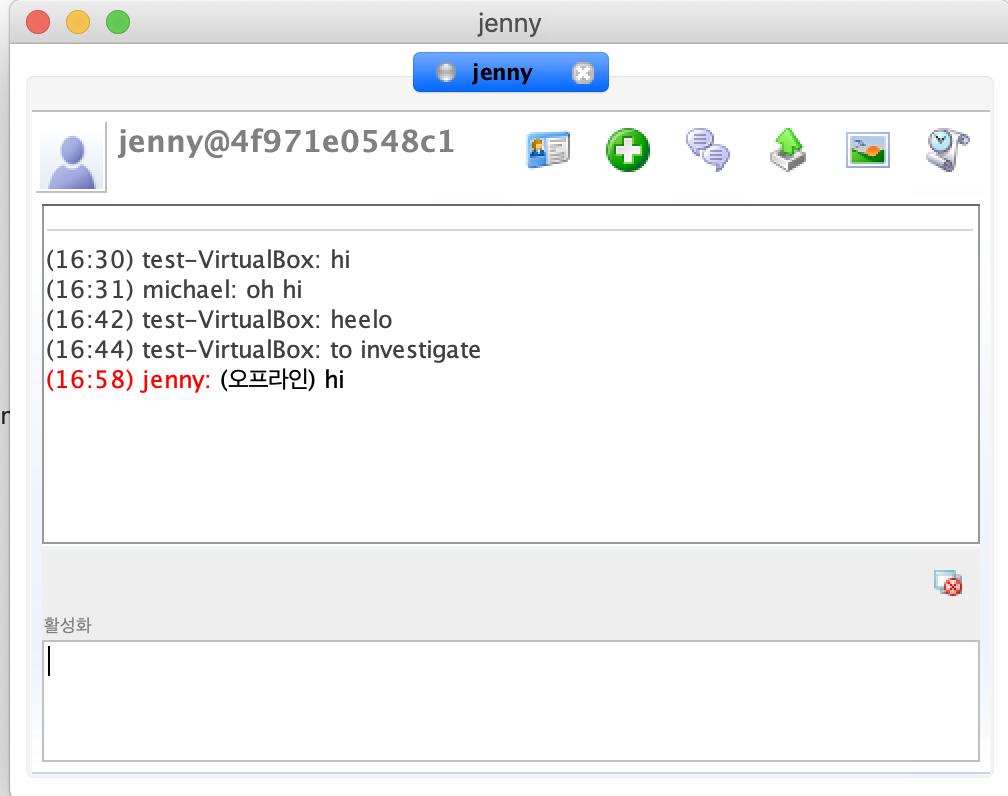 jenny
jenny
jenny@4f971e0548c1
(16:30) test-VirtualBox: hi
(16:31) michael: oh hi
(16:42) test-VirtualBox: heelo
(16:44) test-VirtualBox: to investigate
(16:58) jenny: (오프라인) hi
활성화